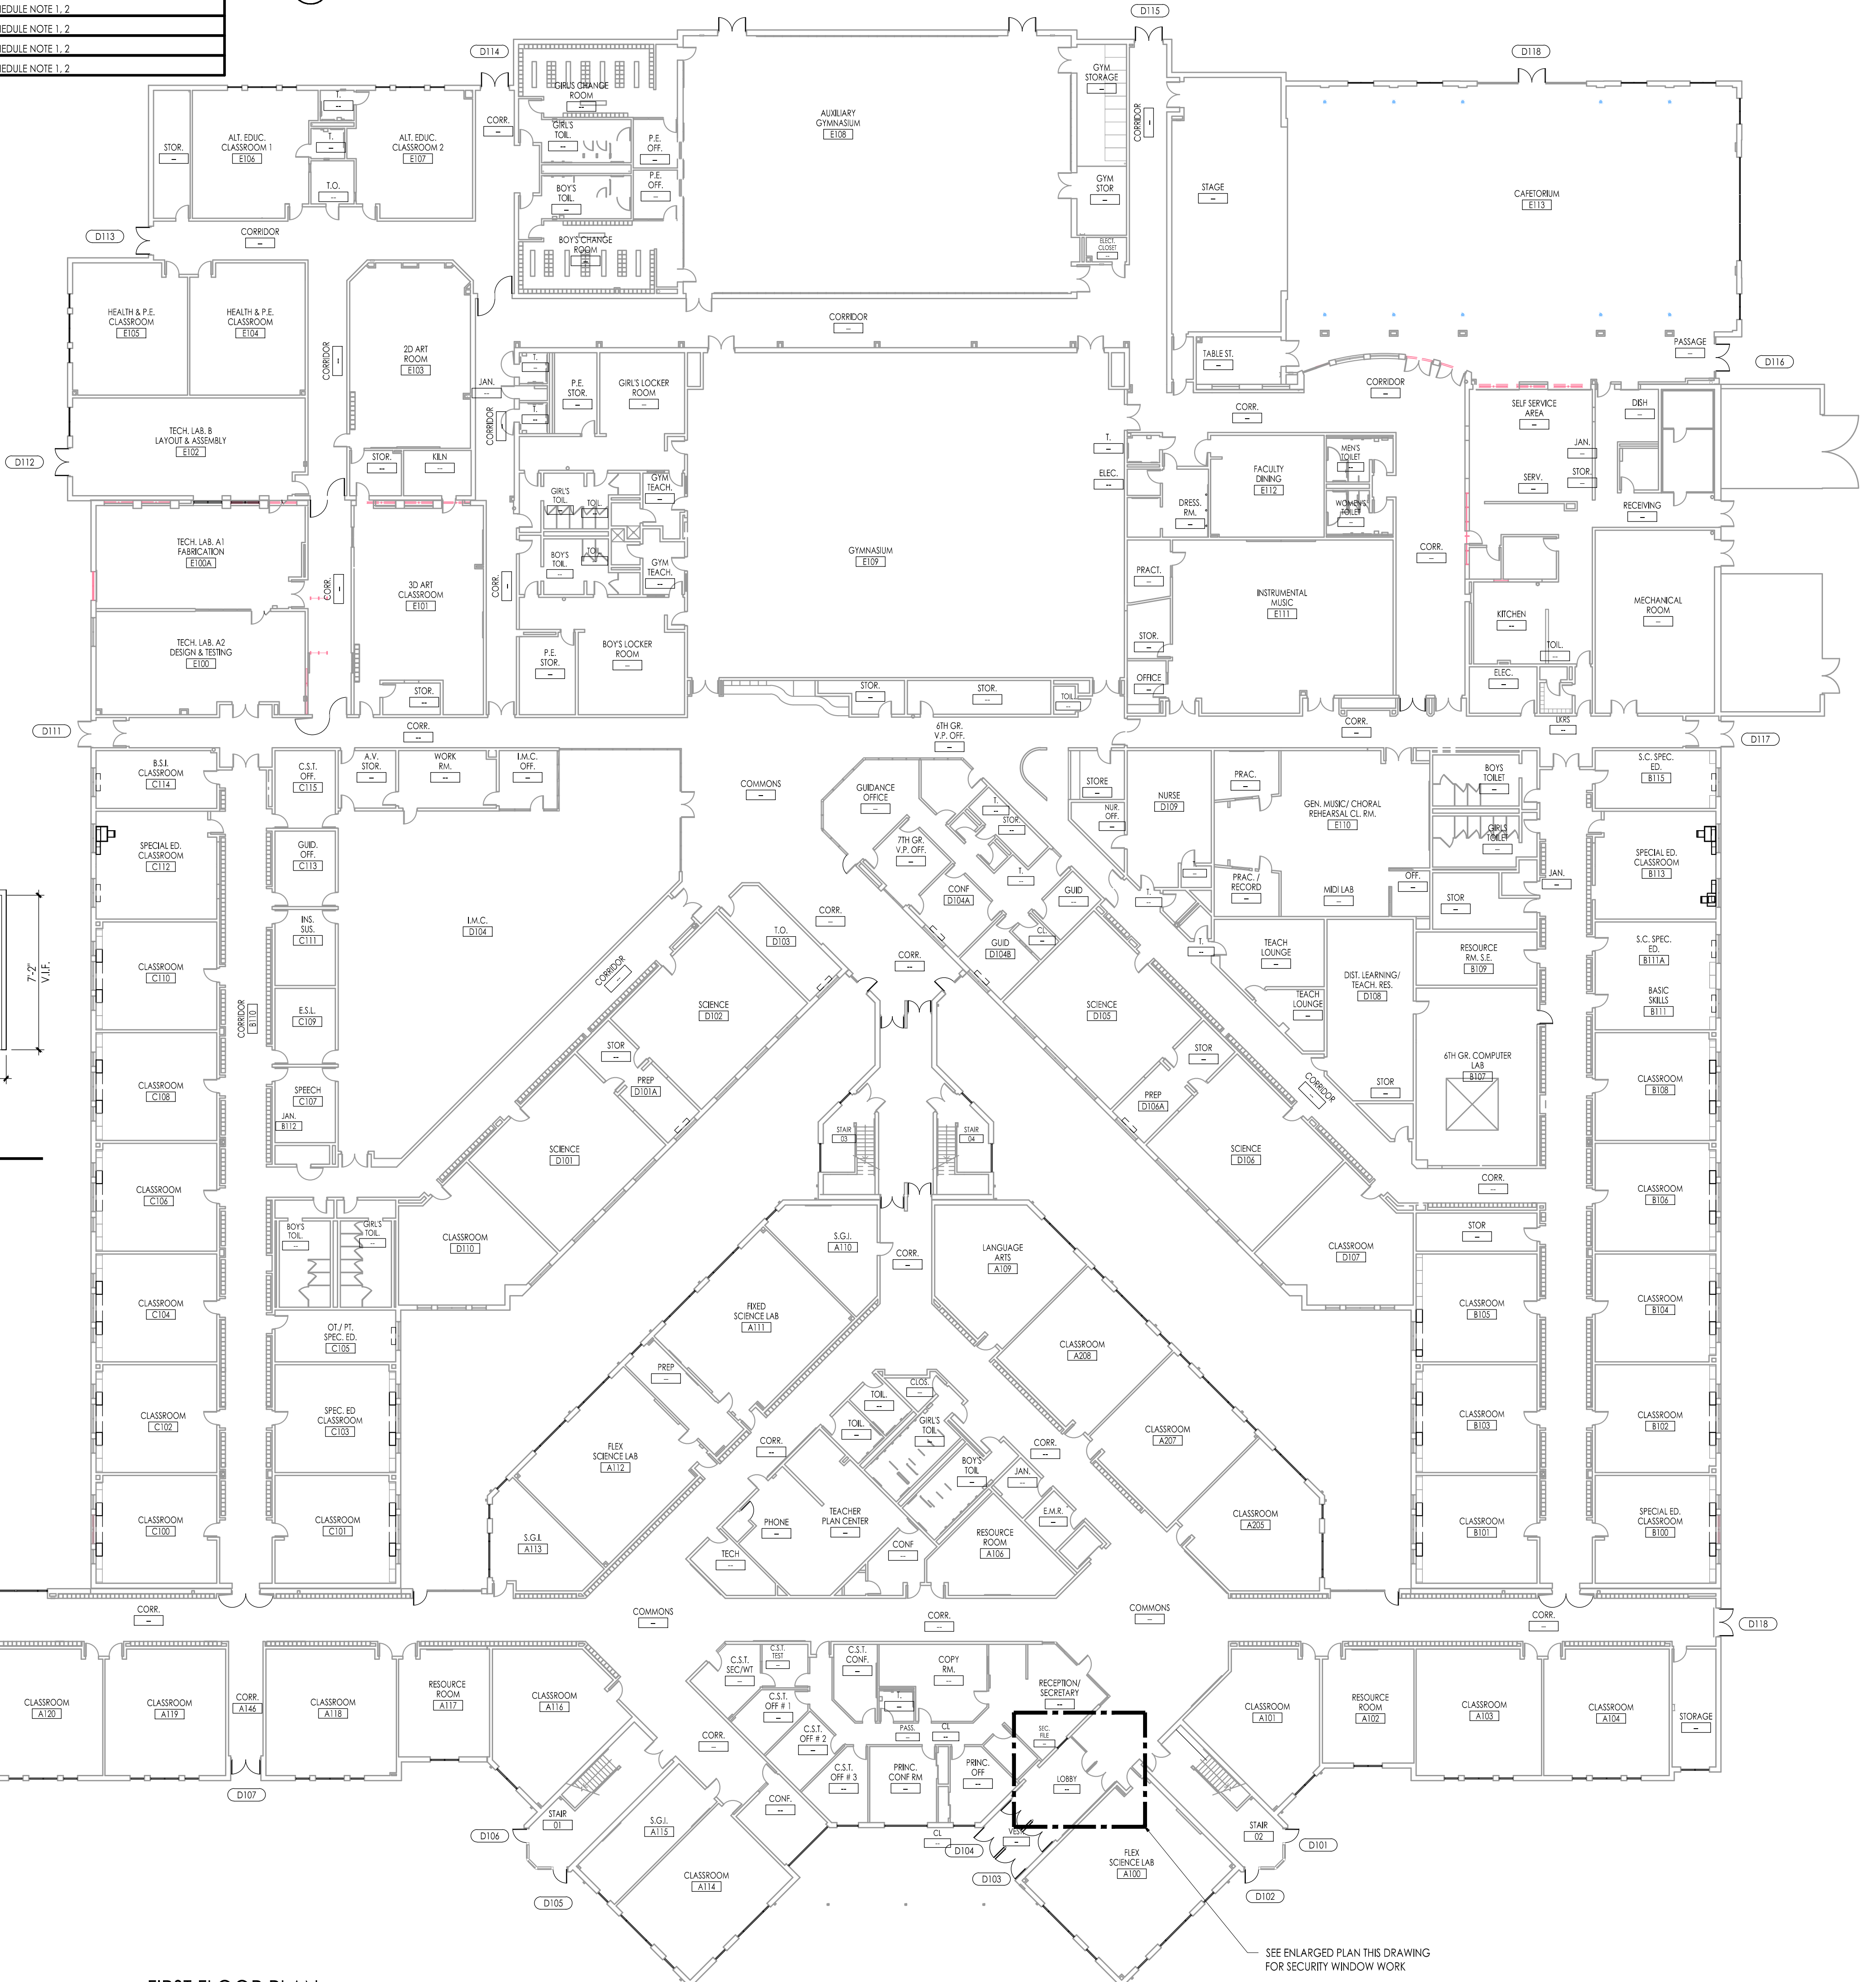 EDULE NOTE 1, 2
EDULE NOTE 1, 2
EDULE NOTE 1, 2
EDULE NOTE 1, 2
D114
D115
D118
STOR.
--
ALT. EDUC.
CLASSROOM 1
E106
T.
--
T.
--
T.O.
--
ALT. EDUC.
CLASSROOM 2
E107
CORR.
--
GIRL'S CHANGE
ROOM
--
GIRL'S
TOIL.
--
P.E.
OFF.
--
P.E.
OFF.
--
BOY'S
TOIL.
--
BOY'S CHANGE
ROOM
--
AUXILIARY
GYMNASIUM
E108
GYM
STORAGE
--
CORRIDOR
--
GYM
STOR
--
ELECT.
CLOSET
--
STAGE
--
CAFETORIUM
E113
D113
CORRIDOR
--
HEALTH & P.E.
CLASSROOM
E105
HEALTH & P.E.
CLASSROOM
E104
CORRIDOR
--
2D ART
ROOM
E103
CORRIDOR
--
TABLE ST.
--
PASSAGE
--
D116
CORRIDOR
--
JAN.
--
CORRIDOR
--
T.
--
T.
--
P.E.
STOR.
--
GIRL'S LOCKER
ROOM
--
CORR.
--
SELF SERVICE
AREA
--
DISH
--
TECH. LAB. B
LAYOUT & ASSEMBLY
E102
D112
STOR.
--
KILN
--
GIRL'S
TOIL.
--
TOIL.
--
GYM
TEACH.
--
T.
--
ELEC.
--
DRESS.
RM.
--
FACULTY
DINING
E112
MEN'S
TOILET
--
WOMEN'S
TOILET
--
JAN.
--
STOR.
--
SERV.
--
RECEIVING
--
TECH. LAB. A1
FABRICATION
E100A
CORR.
--
3D ART
CLASSROOM
E101
CORR.
--
BOY'S
TOIL.
--
TOIL.
--
GYM
TEACH.
--
GYMNASIUM
E109
PRACT.
--
INSTRUMENTAL
MUSIC
E111
CORR.
--
KITCHEN
--
MECHANICAL
ROOM
--
TECH. LAB. A2
DESIGN & TESTING
E100
P.E.
STOR.
--
BOY'S LOCKER
ROOM
--
STOR.
--
TOIL.
--
STOR.
--
STOR.
--
STOR.
--
TOIL.
--
OFFICE
--
ELEC.
--
LKRS
--
D111
CORR.
--
6TH GR.
V.P. OFF.
--
CORR.
--
D117
B.S.I.
CLASSROOM
C114
C.S.T.
OFF.
C115
A.V.
STOR.
--
WORK
RM.
--
I.M.C.
OFF.
--
COMMONS
--
GUIDANCE
OFFICE
--
T.
--
STOR.
--
STORE
--
NUR.
OFF.
--
NURSE
D109
PRAC.
--
GEN. MUSIC/ CHORAL
REHEARSAL CL. RM.
E110
BOYS
TOILET
--
GIRLS
TOILET
--
S.C. SPEC.
ED.
B115
SPECIAL ED.
CLASSROOM
C112
GUID.
OFF.
C113
7TH GR.
V.P. OFF.
--
CONF
D104A
T.
--
GUID
--
T.
--
T.
--
PRAC. /
RECORD
--
MIDI LAB
--
OFF.
--
STOR
--
JAN.
--
SPECIAL ED.
CLASSROOM
B113
7'-2"
V.I.F.
CLASSROOM
C110
CORRIDOR
B110
INS.
SUS.
C111
I.M.C.
D104
CORRIDOR
--
T.O.
D103
CORR.
--
CORR.
--
GUID
D104B
CL.
--
T.
--
TEACH
LOUNGE
--
TEACH
LOUNGE
--
DIST. LEARNING/
TEACH. RES.
D108
RESOURCE
RM. S.E.
B109
S.C. SPEC.
ED.
B111A
BASIC
SKILLS
B111
E.S.L.
C109
SCIENCE
D102
SCIENCE
D105
CLASSROOM
C108
SPEECH
C107
JAN.
B112
STOR
--
PREP
D101A
STOR
--
PREP
D106A
CORRIDOR
--
STOR
--
6TH GR. COMPUTER
LAB
B107
CLASSROOM
B108
STAIR
03
STAIR
04
SCIENCE
D101
SCIENCE
D106
CORR.
--
CLASSROOM
C106
CLASSROOM
B106
BOY'S
TOIL.
--
GIRL'S
TOIL.
--
CLASSROOM
D110
S.G.I.
A110
CORR.
--
LANGUAGE
ARTS
A109
CLASSROOM
D107
STOR
--
CLASSROOM
C104
OT./ PT.
SPEC. ED.
C105
FIXED
SCIENCE LAB
A111
CLASSROOM
A208
CLASSROOM
B105
CLASSROOM
B104
CLASSROOM
C102
SPEC. ED
CLASSROOM
C103
PREP
--
CLOS.
--
TOIL.
--
TOIL.
--
GIRL'S
TOIL
--
CORR.
--
BOY'S
TOIL
--
CORR.
--
JAN.
--
E.M.R.
--
CLASSROOM
A207
CLASSROOM
B103
CLASSROOM
B102
FLEX
SCIENCE LAB
A112
CLASSROOM
C100
CLASSROOM
C101
S.G.I.
A113
PHONE
--
TECH
--
TEACHER
PLAN CENTER
--
CONF
--
RESOURCE
ROOM
A106
CLASSROOM
A205
CLASSROOM
B101
SPECIAL ED.
CLASSROOM
B100
CORR.
--
COMMONS
--
CORR.
--
COMMONS
--
CORR.
--
D118
CLASSROOM
A120
CLASSROOM
A119
CORR.
A146
CLASSROOM
A118
RESOURCE
ROOM
A117
CLASSROOM
A116
CORR.
--
C.S.T.
SEC/WT
--
C.S.T.
TEST
--
C.S.T.
CONF.
--
COPY
RM.
--
C.S.T.
OFF # 1
--
T.
--
RECEPTION/
SECRETARY
--
C.S.T.
OFF # 2
--
PASS.
--
CL
--
SEC.
FILE
--
CLASSROOM
A101
RESOURCE
ROOM
A102
CLASSROOM
A103
CLASSROOM
A104
STORAGE
--
D107
C.S.T.
OFF # 3
--
PRINC.
CONF RM
--
PRINC.
OFF
--
LOBBY
--
CONF.
--
STAIR
01
D106
S.G.I.
A115
CL
--
D104
VEST
--
D103
STAIR
02
D101
FLEX
SCIENCE LAB
A100
CLASSROOM
A114
D105
D102
SEE ENLARGED PLAN THIS DRAWING
FOR SECURITY WINDOW WORK
FIRST FLOOR PLAN